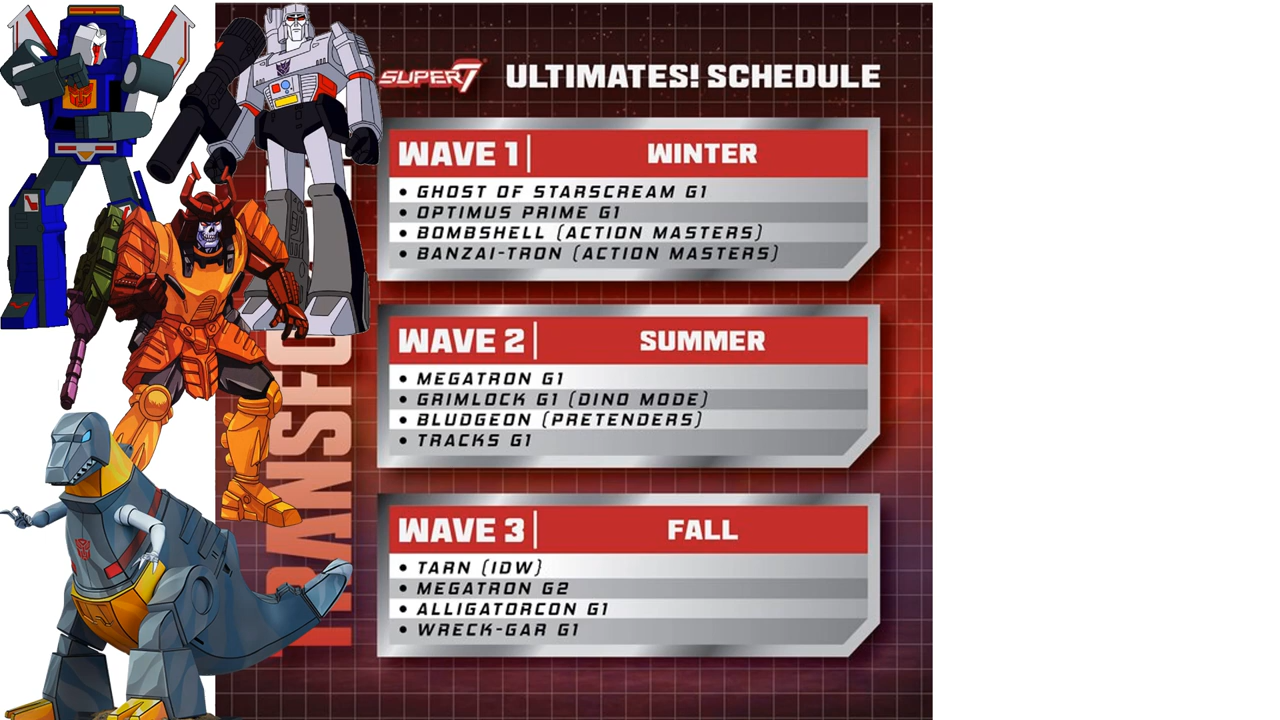 SUPER7 ULTIMATES! SCHEDULE
WAVE 1 | WINTER
• GHOST OF STARSCREAM G1
• OPTIMUS PRIME G1
• BOMBSHELL (ACTION MASTERS)
• BANZAI-TRON (ACTION MASTERS)
WAVE 2 | SUMMER
• MEGATRON G1
• GRIMLOCK G1 (DINO MODE)
• BLUDGEON (PRETENDERS)
• TRACKS G1
WAVE 3 | FALL
• TARN (IDW)
• MEGATRON G2
• ALLIGATORCON G1
• WRECK-GAR G1